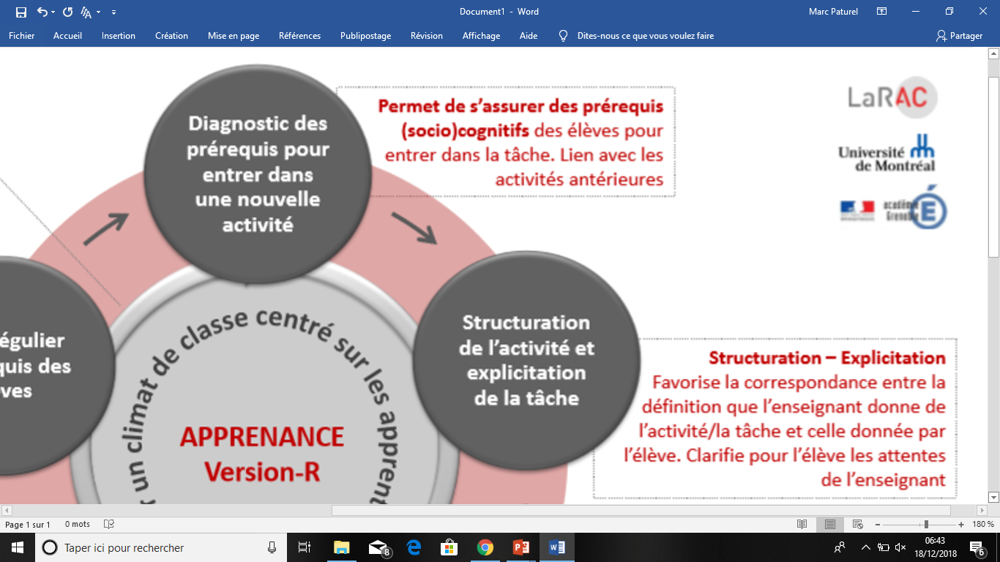 Document1 - Word
Marc Paturel
Fichier Accueil Insertion Création Mise en page Références Publipostage Révision Affichage Aide Dites-nous ce que vous voulez faire Partager
Diagnostic des
prérequis pour
entrer dans
une nouvelle
activité
Permet de s'assurer des prérequis
(socio)cognitifs des élèves pour
entrer dans la tâche. Lien avec les
activités antérieures
LaRAC
Université
de Montréal
académie
Grenoble
égulier
quis des
ves
Structuration
de l'activité et
explicitation
de la tâche
Structuration – Explicitation
Favorise la correspondance entre la
définition que l'enseignant donne de
l'activité/la tâche et celle donnée par
l'élève. Clarifie pour l'élève les attentes
de l'enseignant
r un climat de classe centré sur les apprent
APPRENANCE
Version-R
Page 1 sur 1 0 mots 180 %
Taper ici pour rechercher
8
06:43
18/12/2018
6